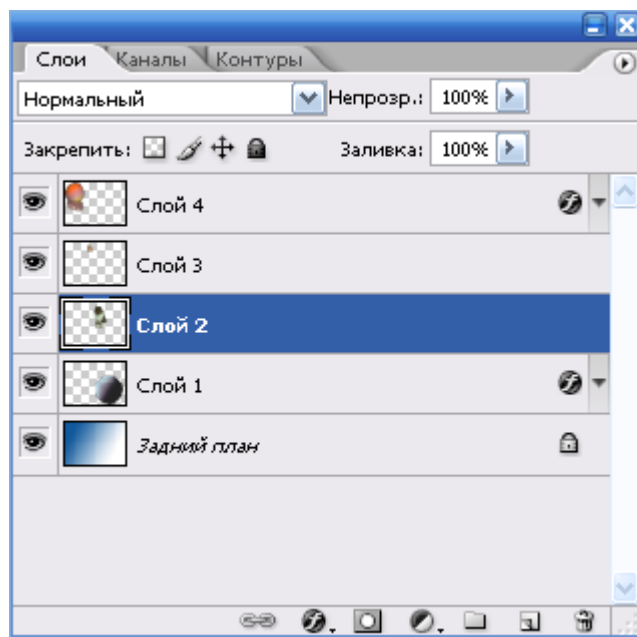 Слои Каналы Контуры
Нормальный Непрозр.: 100%
Закрепить: Заливка: 100%
Слой 4
Слой 3
Слой 2
Слой 1
Задний план